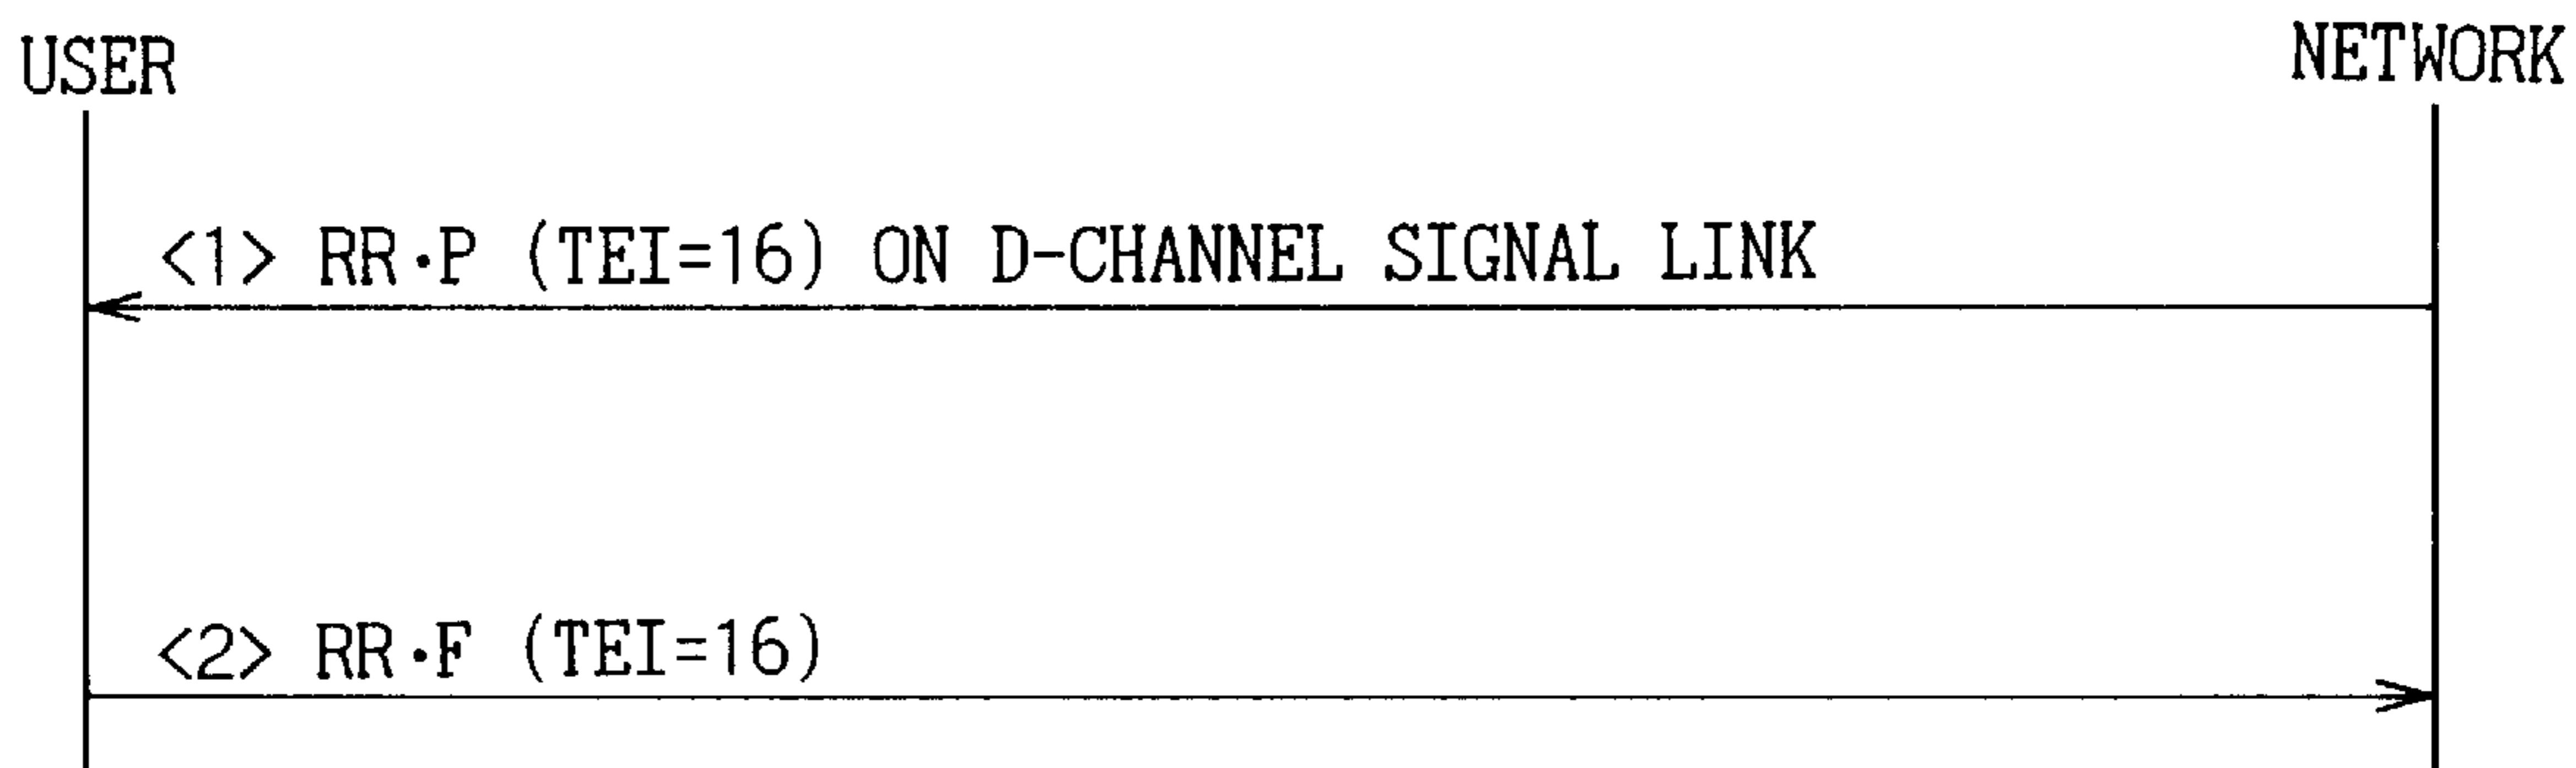 USER
NETWORK
<1> RR·P (TEI=16) ON D-CHANNEL SIGNAL LINK
<2> RR·F (TEI=16)